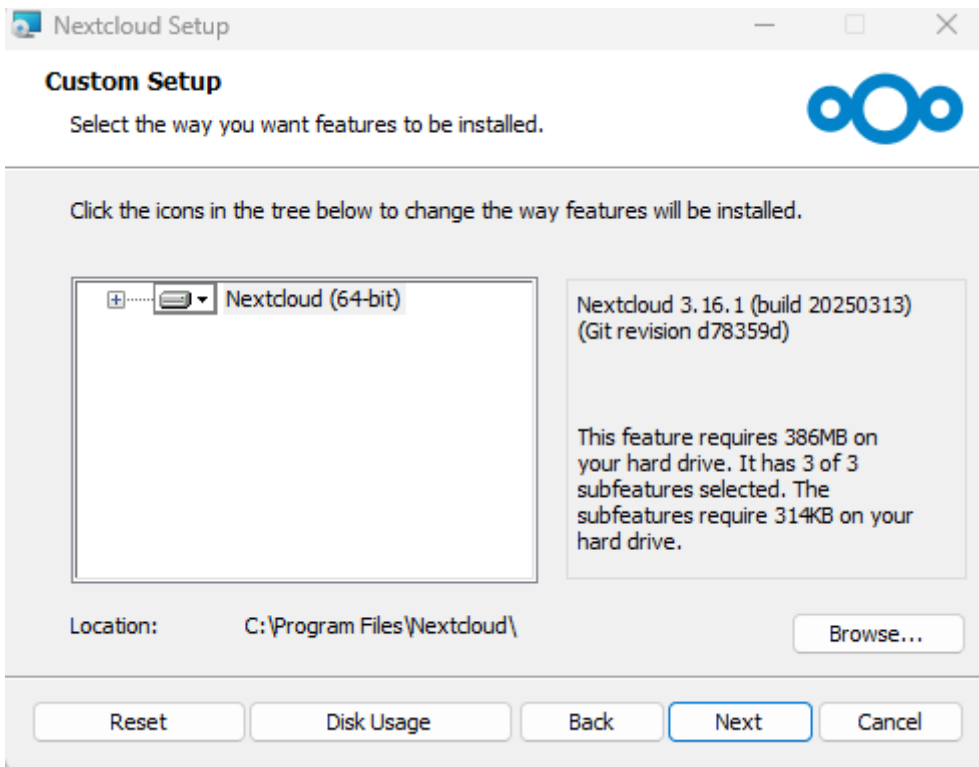 Nextcloud Setup
Custom Setup
Select the way you want features to be installed.
Click the icons in the tree below to change the way features will be installed.
Nextcloud (64-bit)
Nextcloud 3.16.1 (build 20250313)
(Git revision d78359d)
This feature requires 386MB on
your hard drive. It has 3 of 3
subfeatures selected. The
subfeatures require 314KB on your
hard drive.
Location: C:\Program Files\Nextcloud\
Browse...
Reset Disk Usage Back Next Cancel